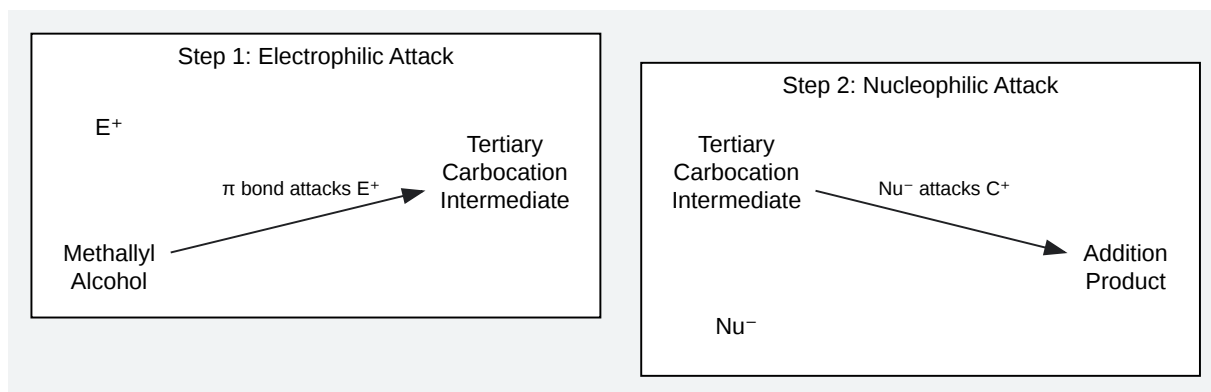 Step 1: Electrophilic Attack
E⁺
Tertiary
Carbocation
Intermediate
π bond attacks E⁺
Methallyl
Alcohol
Step 2: Nucleophilic Attack
Tertiary
Carbocation
Intermediate
Nu⁻ attacks C⁺
Addition
Product
Nu⁻